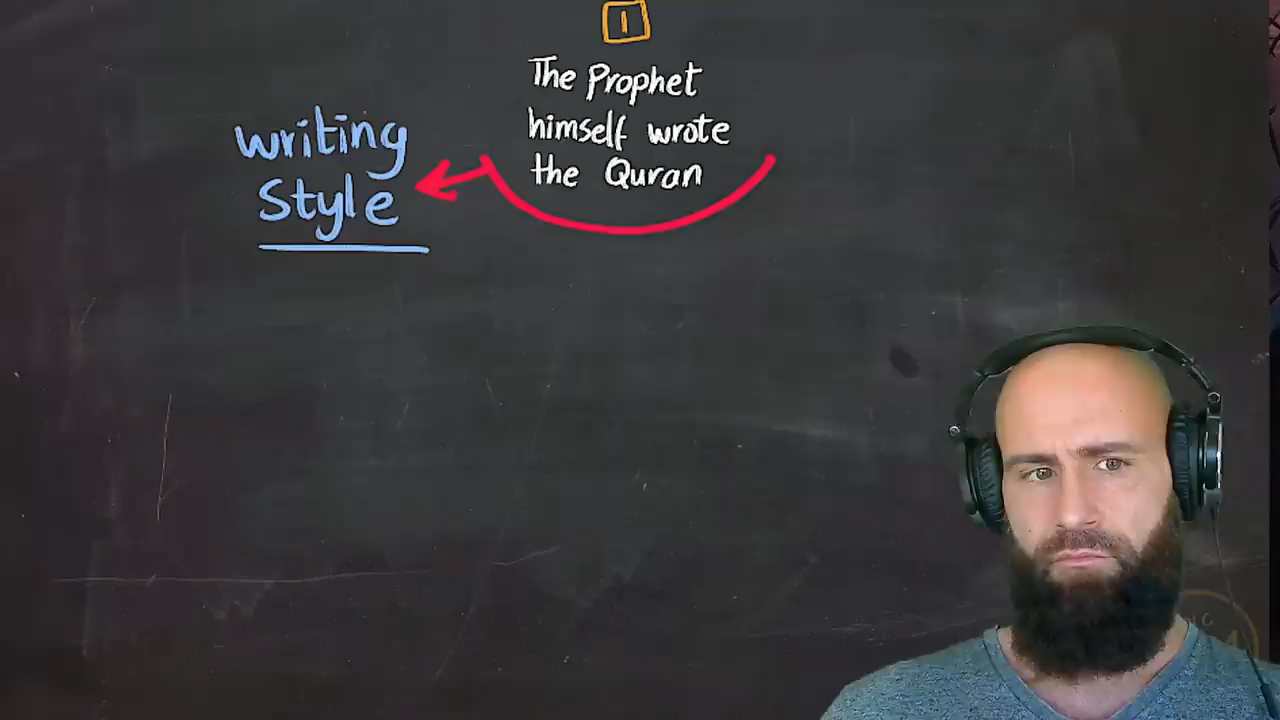 1
The Prophet
himself wrote
the Quran
writing
Style